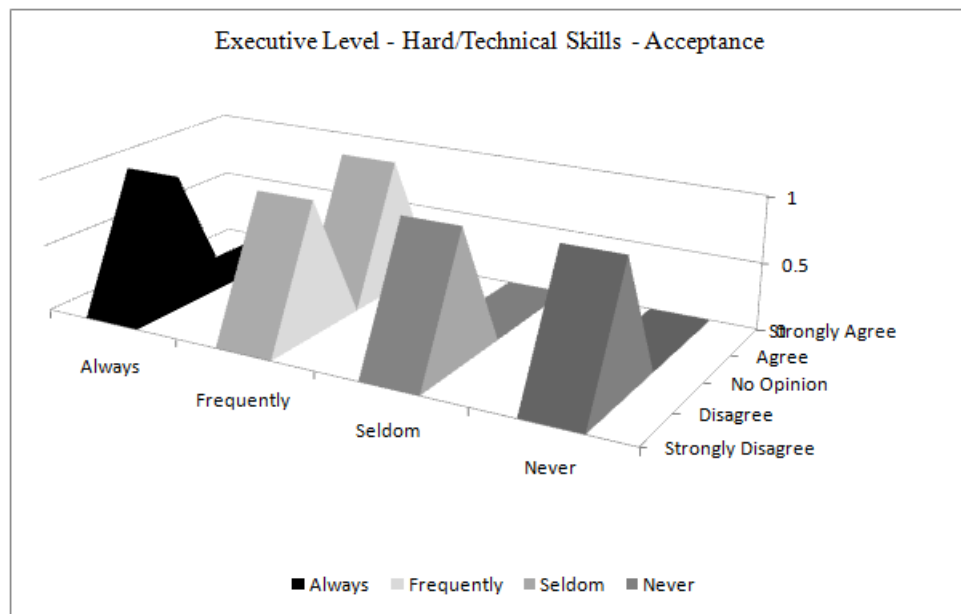 Executive Level - Hard/Technical Skills - Acceptance
1
0.5
0
Strongly Agree
Agree
No Opinion
Disagree
Strongly Disagree
Always
Frequently
Seldom
Never
Always Frequently Seldom Never